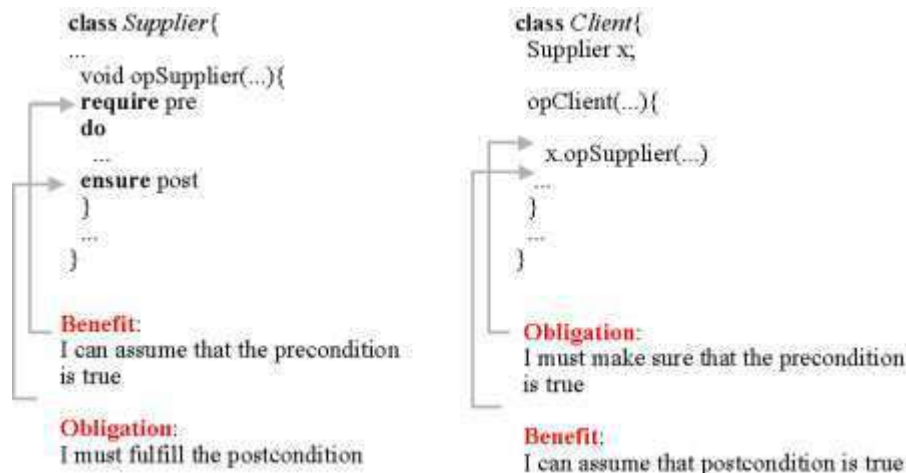 class Supplier{
...
void opSupplier(...){
require pre
do
...
ensure post
}
...
}
Benefit:
I can assume that the precondition
is true
Obligation:
I must fulfill the postcondition
class Client{
Supplier x;
opClient(...){
x.opSupplier(...)
...
}
...
}
Obligation:
I must make sure that the precondition
is true
Benefit:
I can assume that postcondition is true